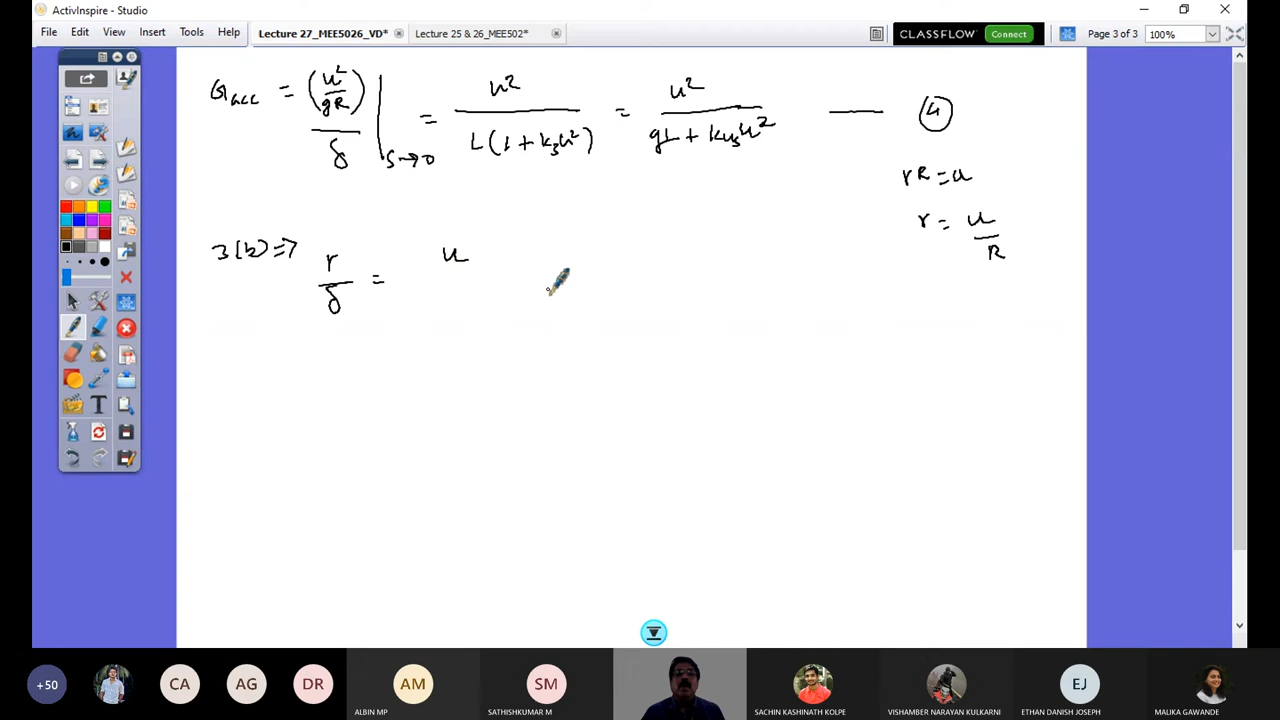 ActivInspire - Studio
File Edit View Insert Tools Help
Lecture 27_MEE5026_VD*
Lecture 25 & 26_MEE502*
CLASSFLOW Connect
Page 3 of 3
100%
G_acc = (u²/gR)/δ |δ→0 = u²/L(1+k_s u²) = u²/gL + k_us u² —— 4
rR = u
r = u/R
3(b) ⇒ r/δ = u
+50
CA
AG
DR
AM
ALBIN MP
SM
SATHISHKUMAR M
SACHIN KASHINATH KOLPE
VISHAMBER NARAYAN KULKARNI
EJ
ETHAN DANISH JOSEPH
MALIKA GAWANDE